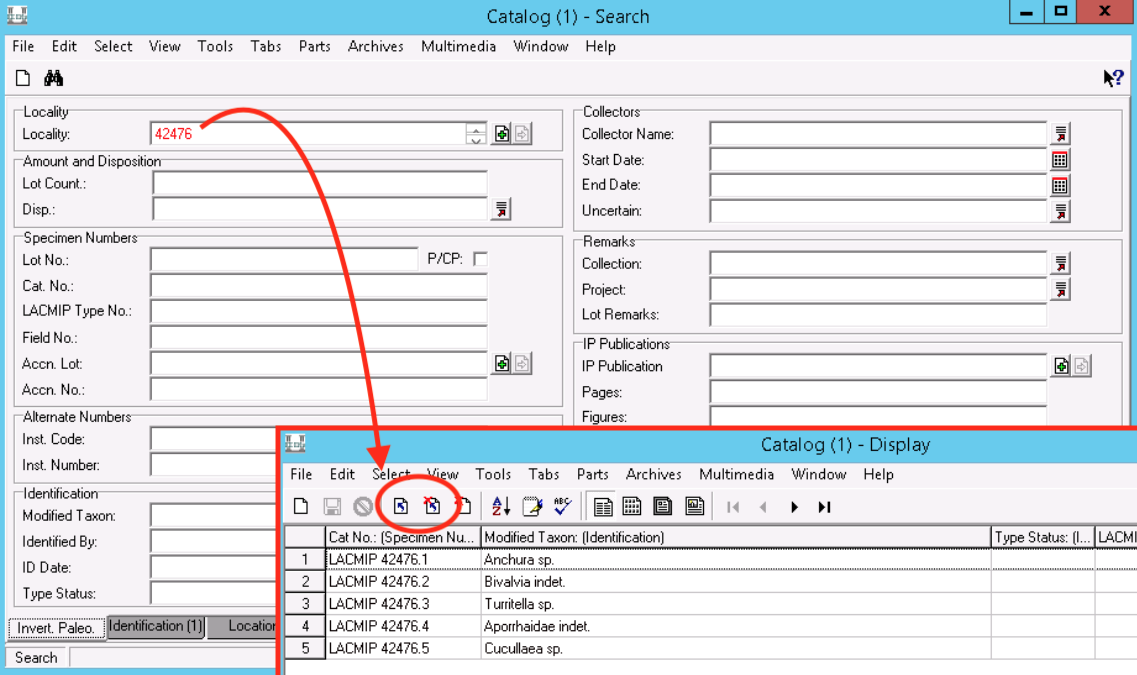 Catalog (1) - Search
File Edit Select View Tools Tabs Parts Archives Multimedia Window Help
Locality
Locality: 42476
Amount and Disposition
Lot Count.:
Disp.:
Specimen Numbers
Lot No.: P/CP:
Cat. No.:
LACMIP Type No.:
Field No.:
Accn. Lot:
Accn. No.:
Alternate Numbers
Inst. Code:
Inst. Number:
Identification
Modified Taxon:
Identified By:
ID Date:
Type Status:
Invert. Paleo. Identification (1) Location
Search
Collectors
Collector Name:
Start Date:
End Date:
Uncertain:
Remarks
Collection:
Project:
Lot Remarks:
IP Publications
IP Publication
Pages:
Figures:
Catalog (1) - Display
File Edit Select View Tools Tabs Parts Archives Multimedia Window Help
Cat No.: (Specimen Nu... Modified Taxon: (Identification) Type Status: (I... LACMI
1 LACMIP 42476.1 Anchura sp.
2 LACMIP 42476.2 Bivalvia indet.
3 LACMIP 42476.3 Turritella sp.
4 LACMIP 42476.4 Aporrhaidae indet.
5 LACMIP 42476.5 Cucullaea sp.